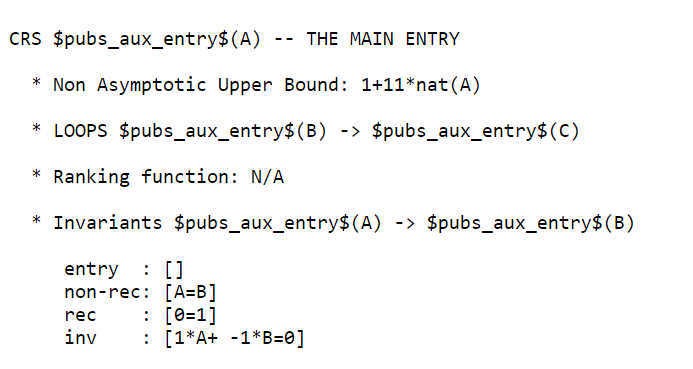 CRS $pubs_aux_entry$(A) -- THE MAIN ENTRY
* Non Asymptotic Upper Bound: 1+11*nat(A)
* LOOPS $pubs_aux_entry$(B) -> $pubs_aux_entry$(C)
* Ranking function: N/A
* Invariants $pubs_aux_entry$(A) -> $pubs_aux_entry$(B)
entry  : []
non-rec: [A=B]
rec    : [0=1]
inv    : [1*A+ -1*B=0]